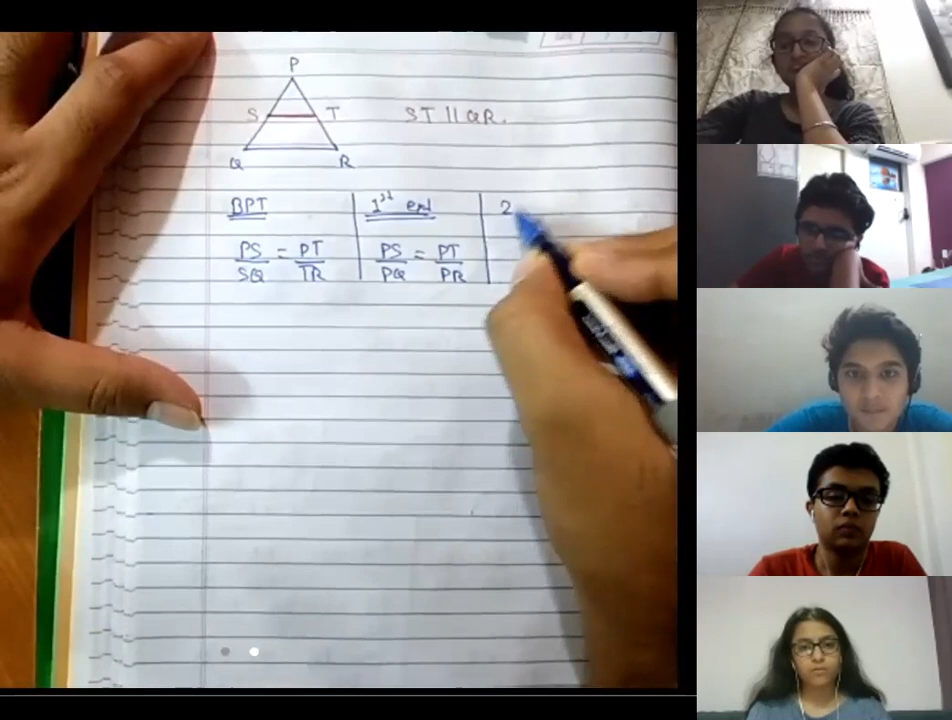 P
S T ST || QR.
Q R
BPT 1st ext 2
PS/SQ = PT/TR PS/PQ = PT/PR